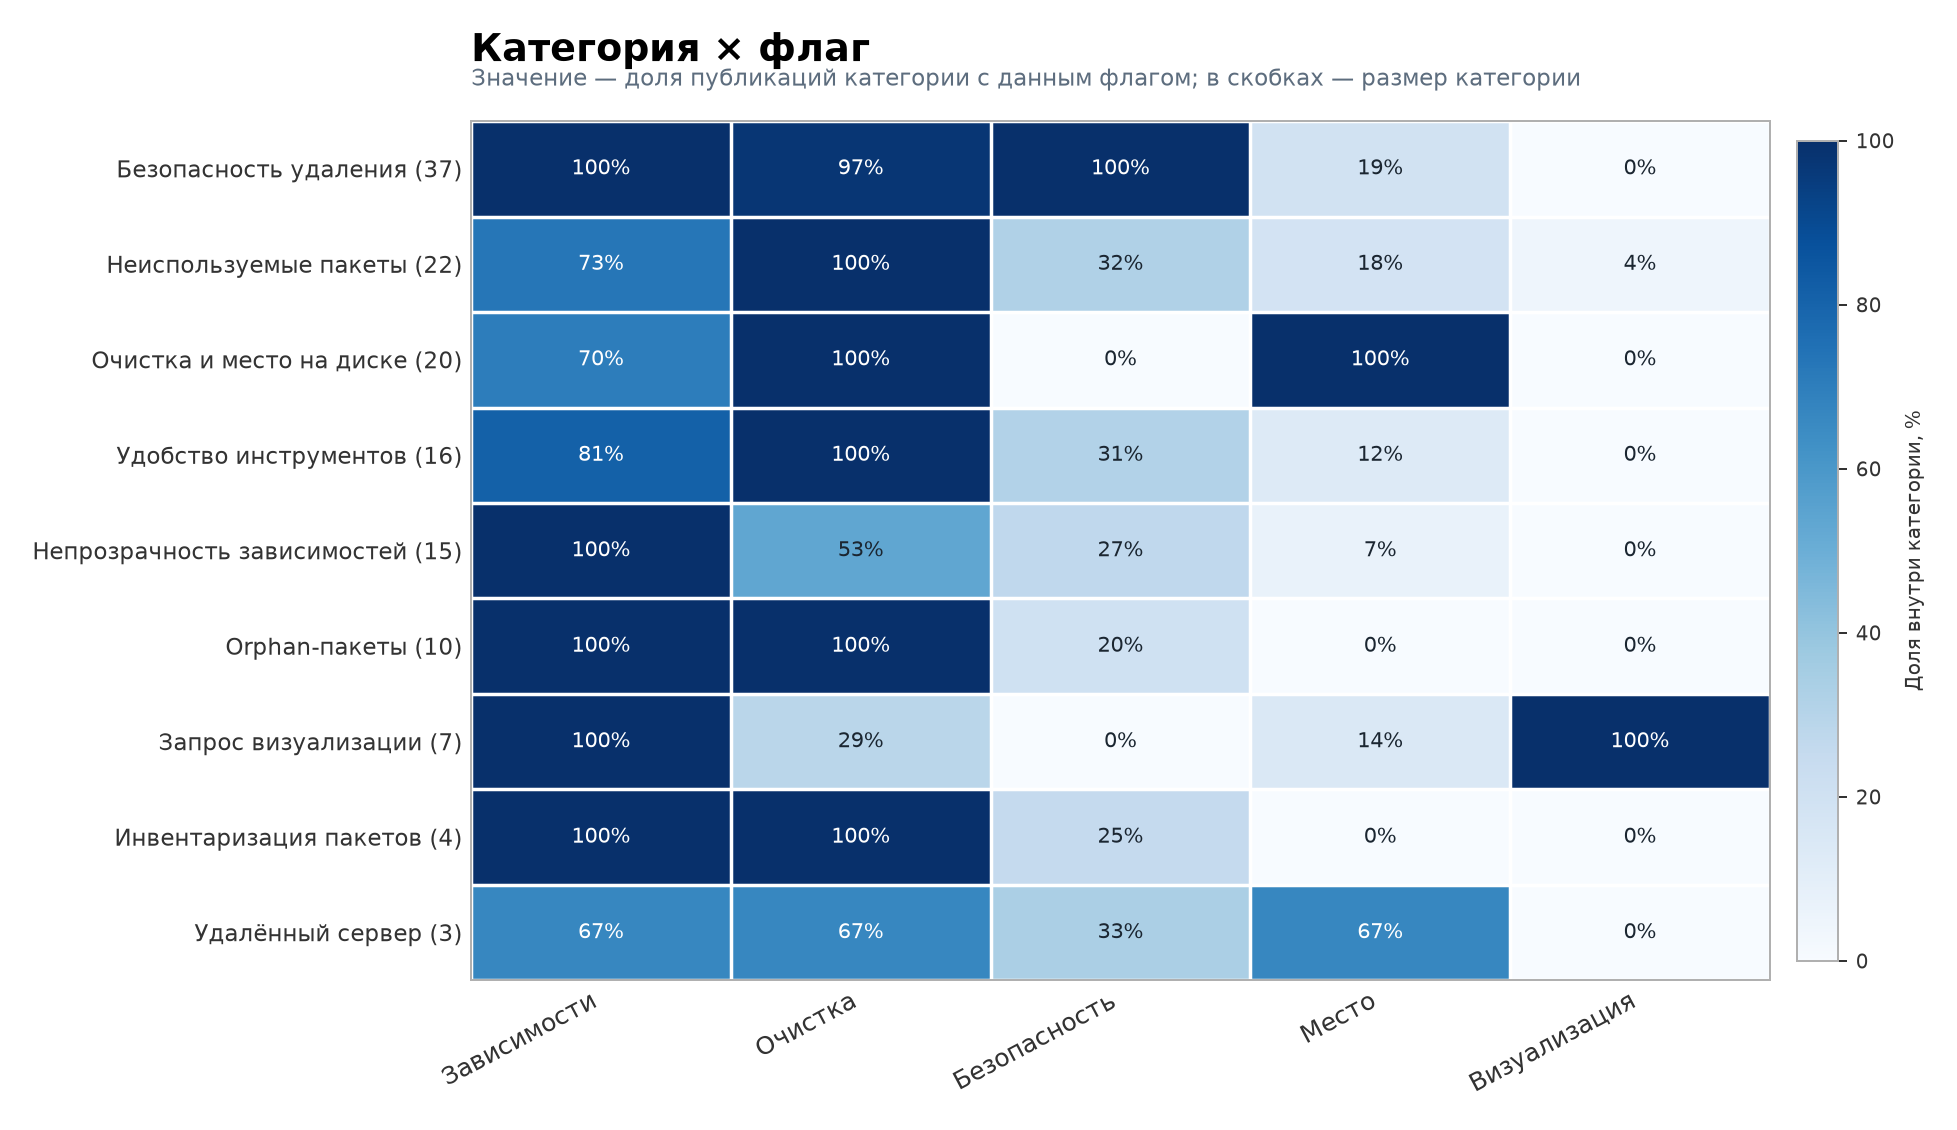 Категория × флаг
Значение — доля публикаций категории с данным флагом; в скобках — размер категории
Безопасность удаления (37) 100% 97% 100% 19% 0%
Неиспользуемые пакеты (22) 73% 100% 32% 18% 4%
Очистка и место на диске (20) 70% 100% 0% 100% 0%
Удобство инструментов (16) 81% 100% 31% 12% 0%
Непрозрачность зависимостей (15) 100% 53% 27% 7% 0%
Orphan-пакеты (10) 100% 100% 20% 0% 0%
Запрос визуализации (7) 100% 29% 0% 14% 100%
Инвентаризация пакетов (4) 100% 100% 25% 0% 0%
Удалённый сервер (3) 67% 67% 33% 67% 0%
Зависимости Очистка Безопасность Место Визуализация
100
80
60
40
20
0
Доля внутри категории, %